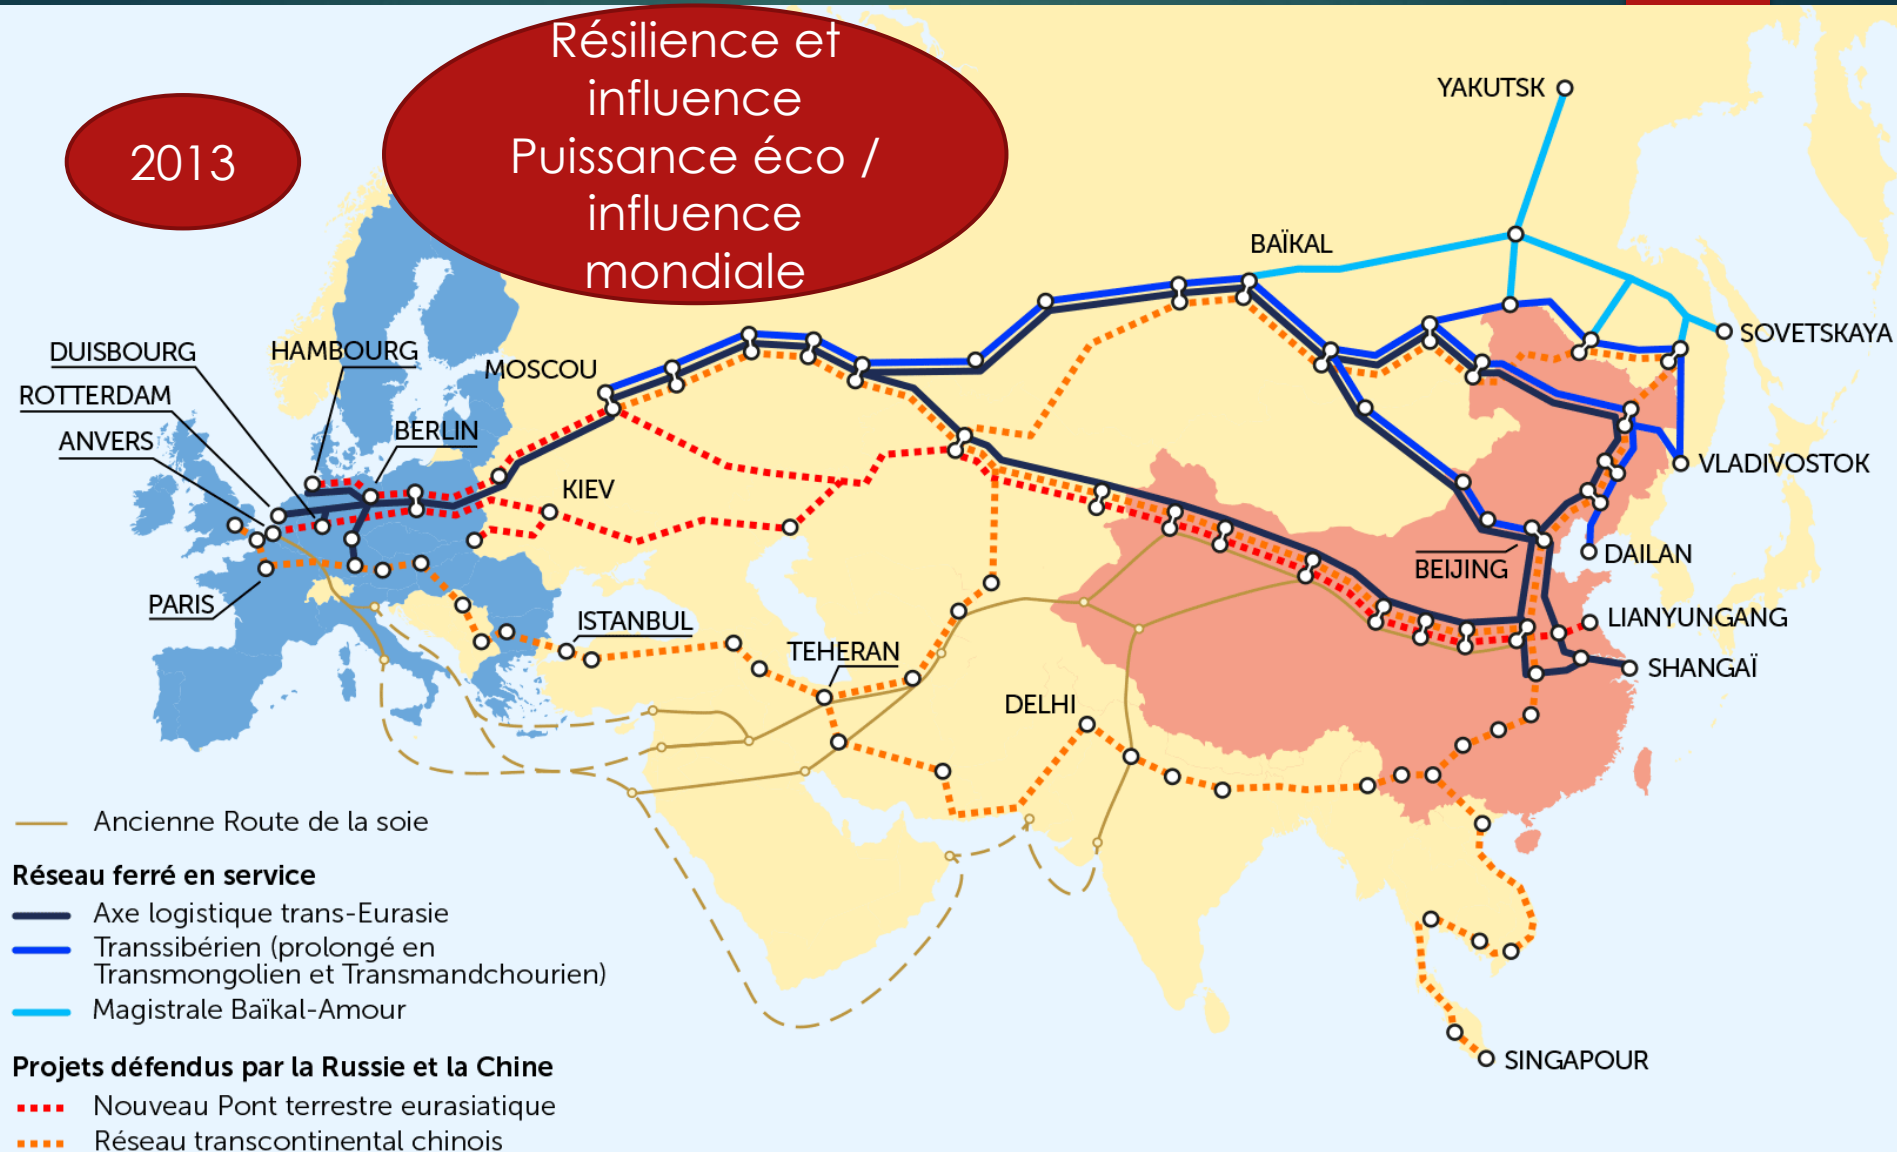 Résilience et
influence
Puissance éco /
influence
mondiale
2013
YAKUTSK
BAÏKAL
SOVETSKAYA
DUISBOURG
HAMBOURG
MOSCOU
ROTTERDAM
BERLIN
ANVERS
VLADIVOSTOK
KIEV
DAILAN
BEIJING
PARIS
ISTANBUL
LIANYUNGANG
TEHERAN
SHANGAÏ
DELHI
SINGAPOUR
Ancienne Route de la soie
Réseau ferré en service
Axe logistique trans-Eurasie
Transsibérien (prolongé en
Transmongolien et Transmandchourien)
Magistrale Baïkal-Amour
Projets défendus par la Russie et la Chine
Nouveau Pont terrestre eurasiatique
Réseau transcontinental chinois